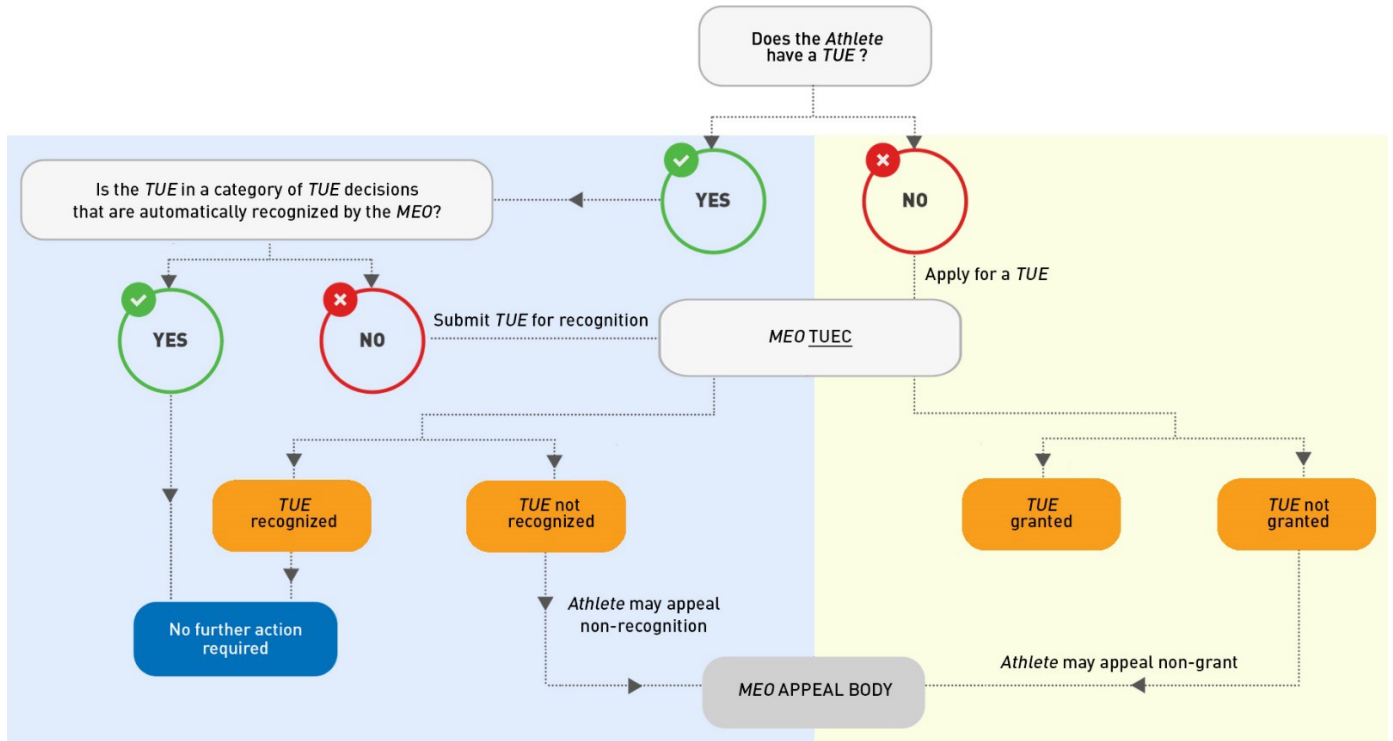 Does the Athlete
have a TUE ?
YES
NO
Is the TUE in a category of TUE decisions
that are automatically recognized by the MEO?
Apply for a TUE
YES
NO
Submit TUE for recognition
MEO TUEC
TUE
recognized
TUE not
recognized
TUE
granted
TUE not
granted
No further action
required
Athlete may appeal
non-recognition
Athlete may appeal non-grant
MEO APPEAL BODY